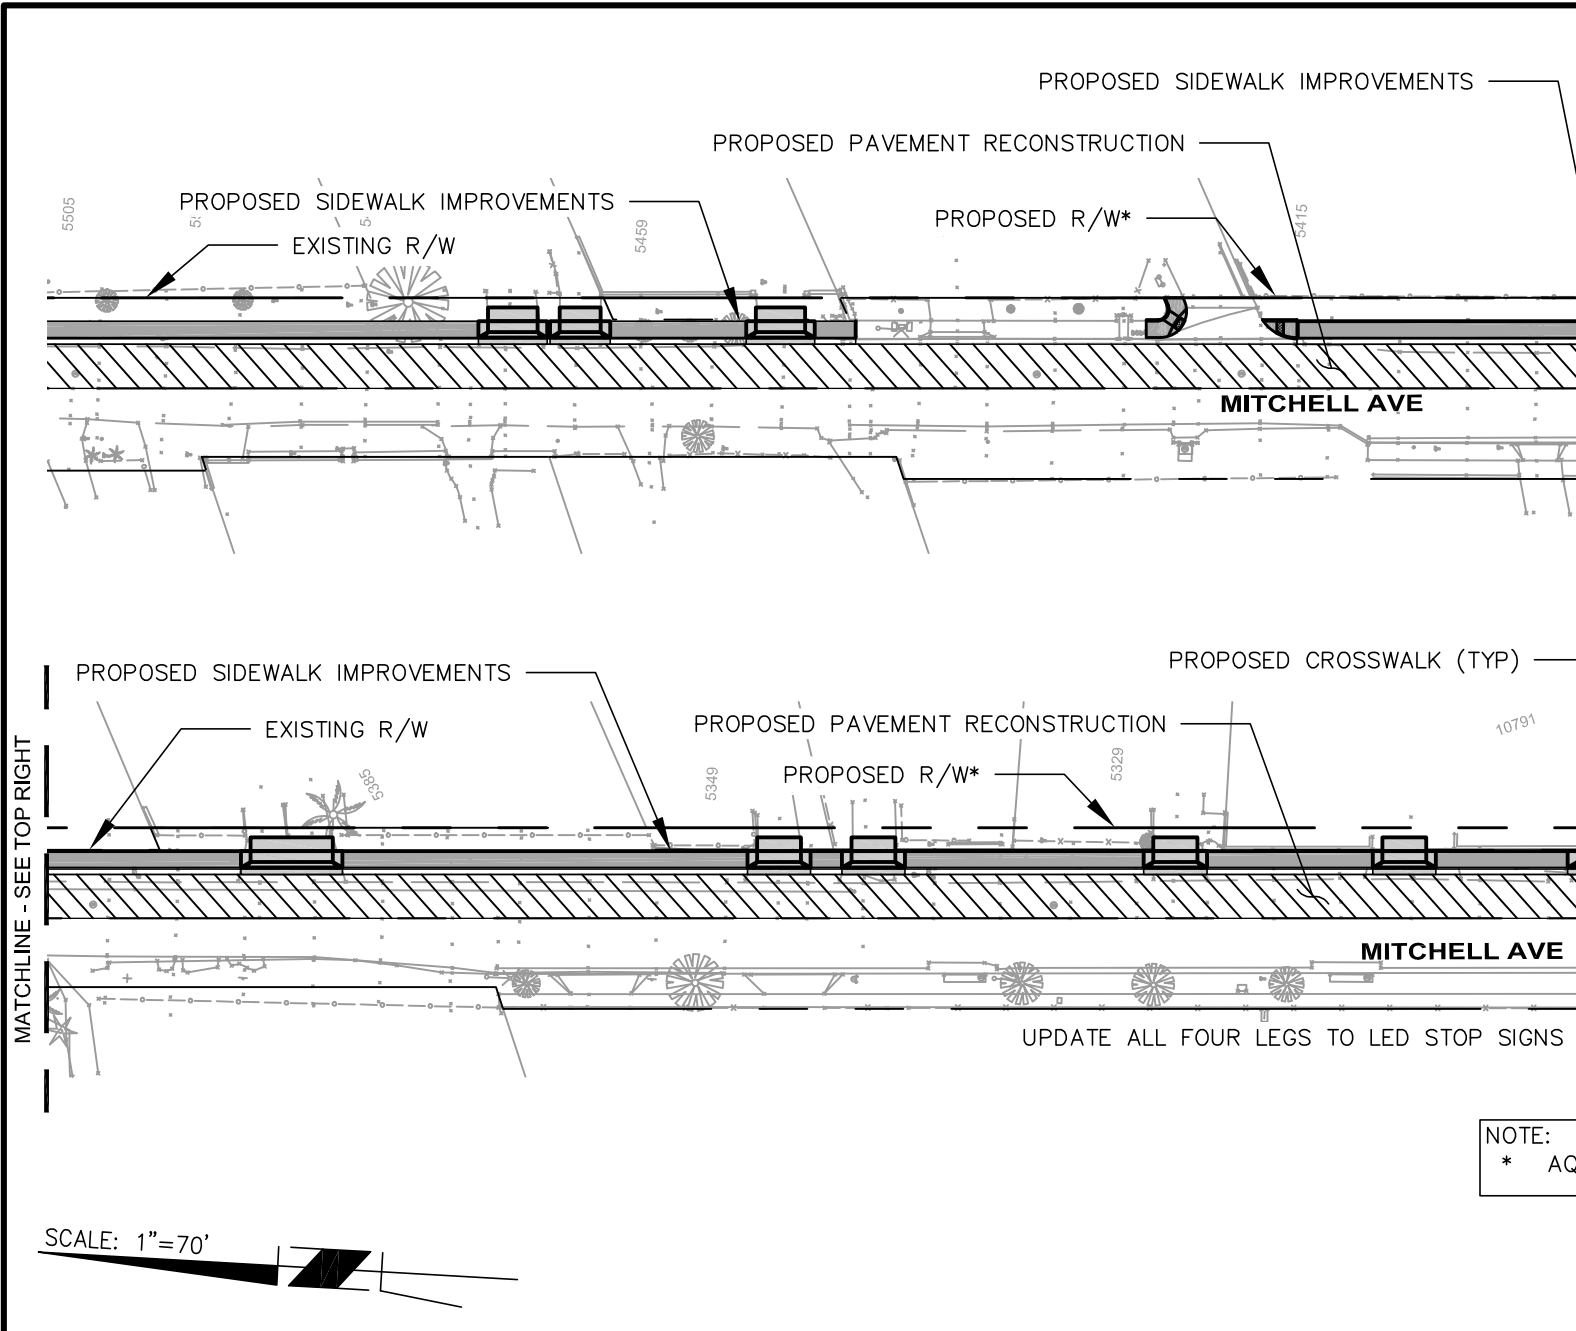 PROPOSED SIDEWALK IMPROVEMENTS
PROPOSED PAVEMENT RECONSTRUCTION
PROPOSED SIDEWALK IMPROVEMENTS
PROPOSED R/W*
EXISTING R/W
5505
5459
5415
MITCHELL AVE
PROPOSED CROSSWALK (TYP)
PROPOSED SIDEWALK IMPROVEMENTS
PROPOSED PAVEMENT RECONSTRUCTION
EXISTING R/W
PROPOSED R/W*
5385
5349
5329
10791
MATCHLINE - SEE TOP RIGHT
MITCHELL AVE
UPDATE ALL FOUR LEGS TO LED STOP SIGNS
NOTE:
*
SCALE: 1"=70'